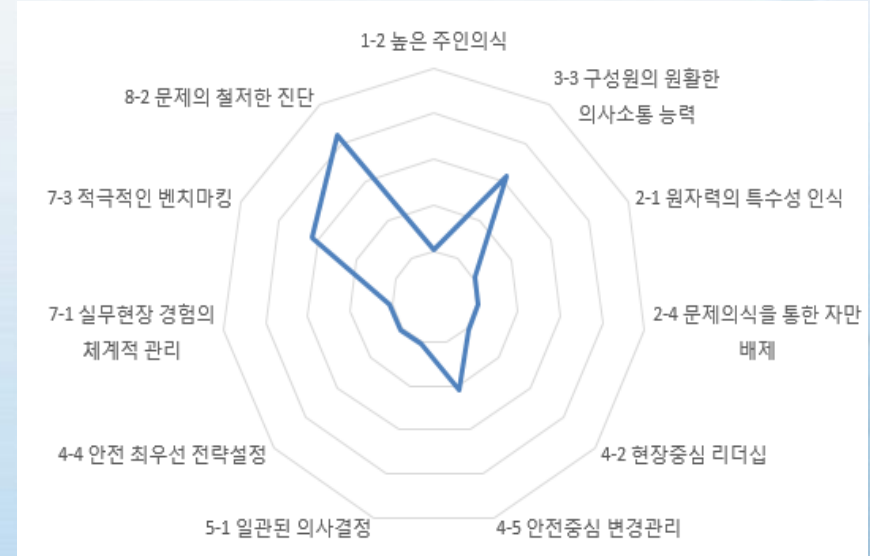 1-2 높은 주인의식
3-3 구성원의 원활한
의사소통 능력
2-1 원자력의 특수성 인식
2-4 문제의식을 통한 자만
배제
4-2 현장중심 리더십
4-5 안전중심 변경관리
5-1 일관된 의사결정
4-4 안전 최우선 전략설정
7-1 실무현장 경험의
체계적 관리
7-3 적극적인 벤치마킹
8-2 문제의 철저한 진단